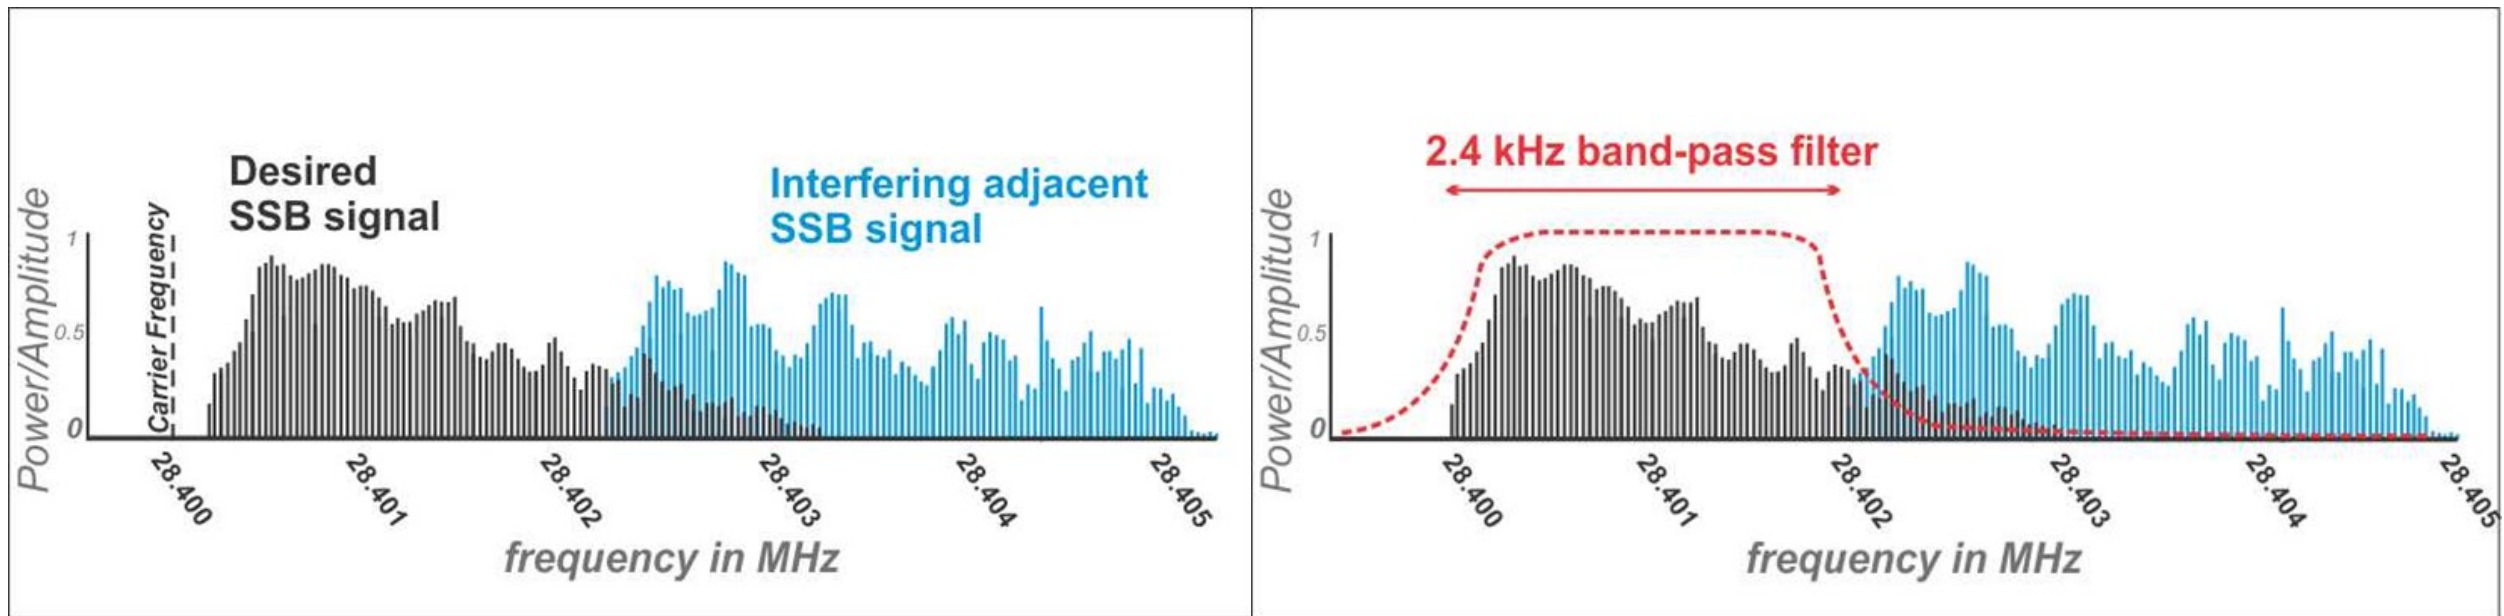 Desired
SSB signal
Interfering adjacent
SSB signal
Carrier Frequency
Power/Amplitude
1
0.5
0
28.400
28.401
28.402
28.403
28.404
28.405
frequency in MHz
2.4 kHz band-pass filter
Power/Amplitude
1
0.5
0
28.400
28.401
28.402
28.403
28.404
28.405
frequency in MHz